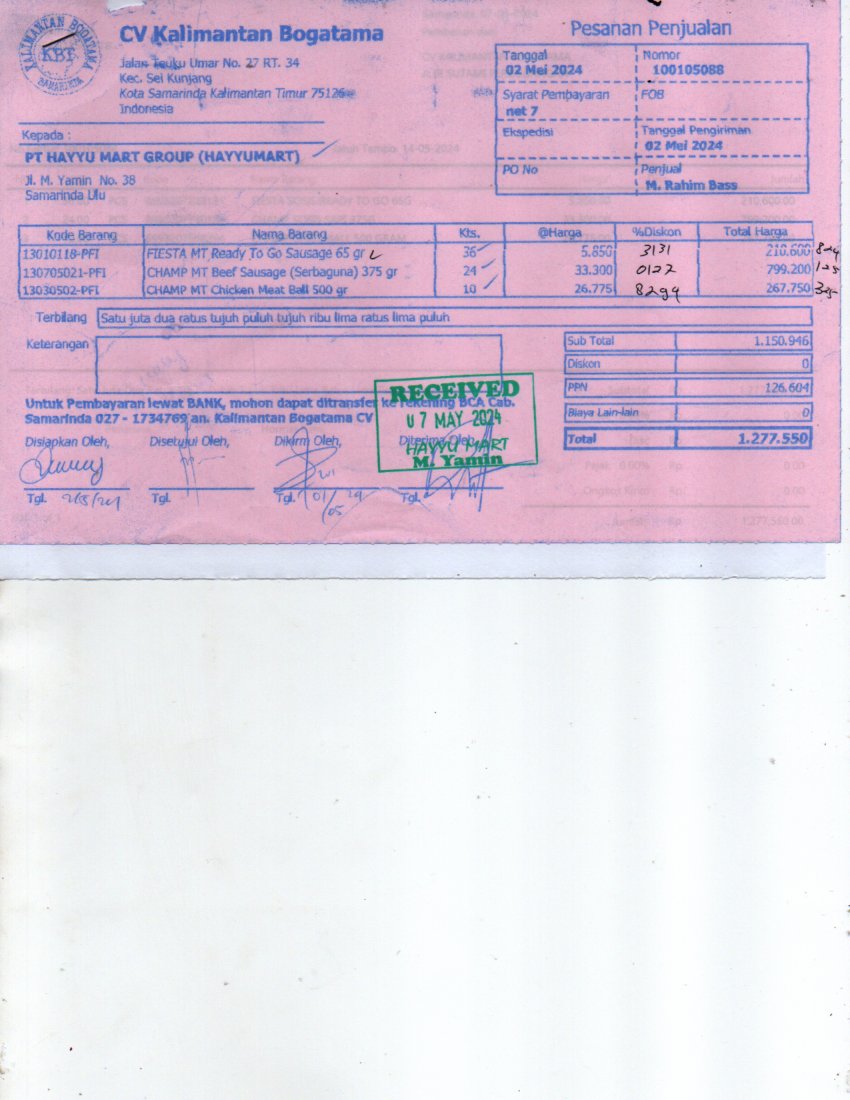 KALIMANTAN BOGATAMA
KBT
SAMARINDA
CV Kalimantan Bogatama
Jalan Teuku Umar No. 27 RT. 34
Kec. Sei Kunjang
Kota Samarinda Kalimantan Timur 75126
Indonesia
Pesanan Penjualan
Tanggal
02 Mei 2024
Nomor
100105088
Syarat Pembayaran
net 7
FOB
Ekspedisi
Tanggal Pengiriman
02 Mei 2024
PO No
Penjual
M. Rahim Bass
Kepada :
PT HAYYU MART GROUP (HAYYUMART)
Jl. M. Yamin No. 38
Samarinda Ulu
Kode Barang Nama Barang Kts. @Harga %Diskon Total Harga
13010118-PFI FIESTA MT Ready To Go Sausage 65 gr 36 5.850 3131 210.600
130705021-PFI CHAMP MT Beef Sausage (Serbaguna) 375 gr 24 33.300 0122 799.200
13030502-PFI CHAMP MT Chicken Meat Ball 500 gr 10 26.775 8299 267.750
Terbilang Satu juta dua ratus tujuh puluh tujuh ribu lima ratus lima puluh
Keterangan
Sub Total 1.150.946
Diskon 0
PPN 126.604
Biaya Lain-lain 0
Total 1.277.550
Untuk Pembayaran lewat BANK, mohon dapat ditransfer ke rekening BCA Cab.
Samarinda 027 - 1734769 an. Kalimantan Bogatama CV
RECEIVED
07 MAY 2024
HAYYU MART
M. Yamin
Disiapkan Oleh, Disetujui Oleh, Dikirim Oleh, Diterima Oleh,
Tgl. 2/5/24 Tgl. Tgl. Tgl.